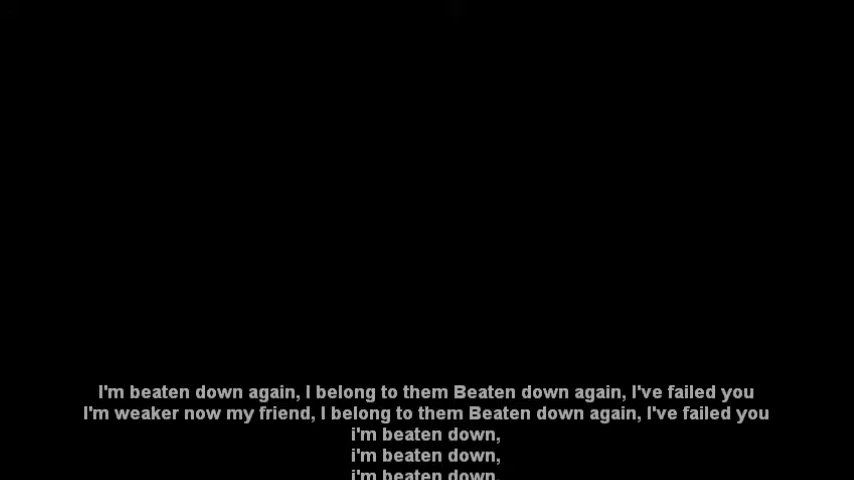 I'm beaten down again, I belong to them Beaten down again, I've failed you
I'm weaker now my friend, I belong to them Beaten down again, I've failed you
i'm beaten down,
i'm beaten down,
i'm beaten down,